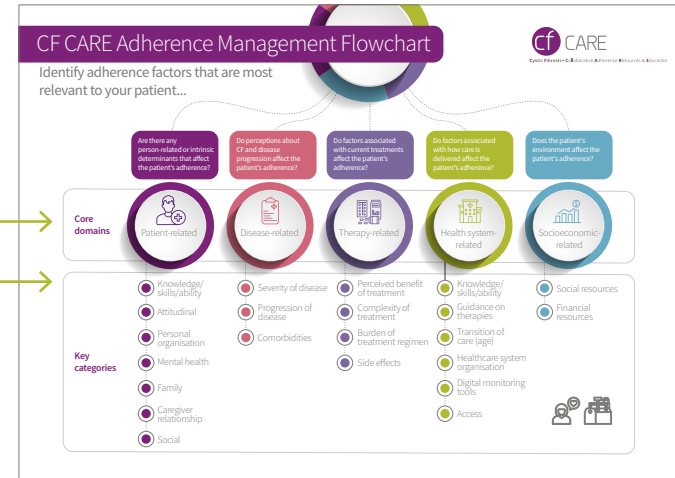 CF CARE Adherence Management Flowchart
cf CARE
Cystic Fibrosis • CollAborative Adherence Resources & Education
Identify adherence factors that are most
relevant to your patient...
Are there any
person-related or intrinsic
determinants that affect
the patient's adherence?
Do perceptions about
CF and disease
progression affect the
patient's adherence?
Do factors associated
with current treatments
affect the patient's
adherence?
Do factors associated
with how care is
delivered affect the
patient's adherence?
Does the patient's
environment affect the
patient's adherence?
Core
domains
Patient-related
Disease-related
Therapy-related
Health system-
related
Socioeconomic-
related
Key
categories
Knowledge/
skills/ability
Attitudinal
Personal
organisation
Mental health
Family
Caregiver
relationship
Social
Severity of disease
Progression of
disease
Comorbidities
Perceived benefit
of treatment
Complexity of
treatment
Burden of
treatment regimen
Side effects
Knowledge/
skills/ability
Guidance on
therapies
Transition of
care (age)
Healthcare system
organisation
Digital monitoring
tools
Access
Social resources
Financial
resources